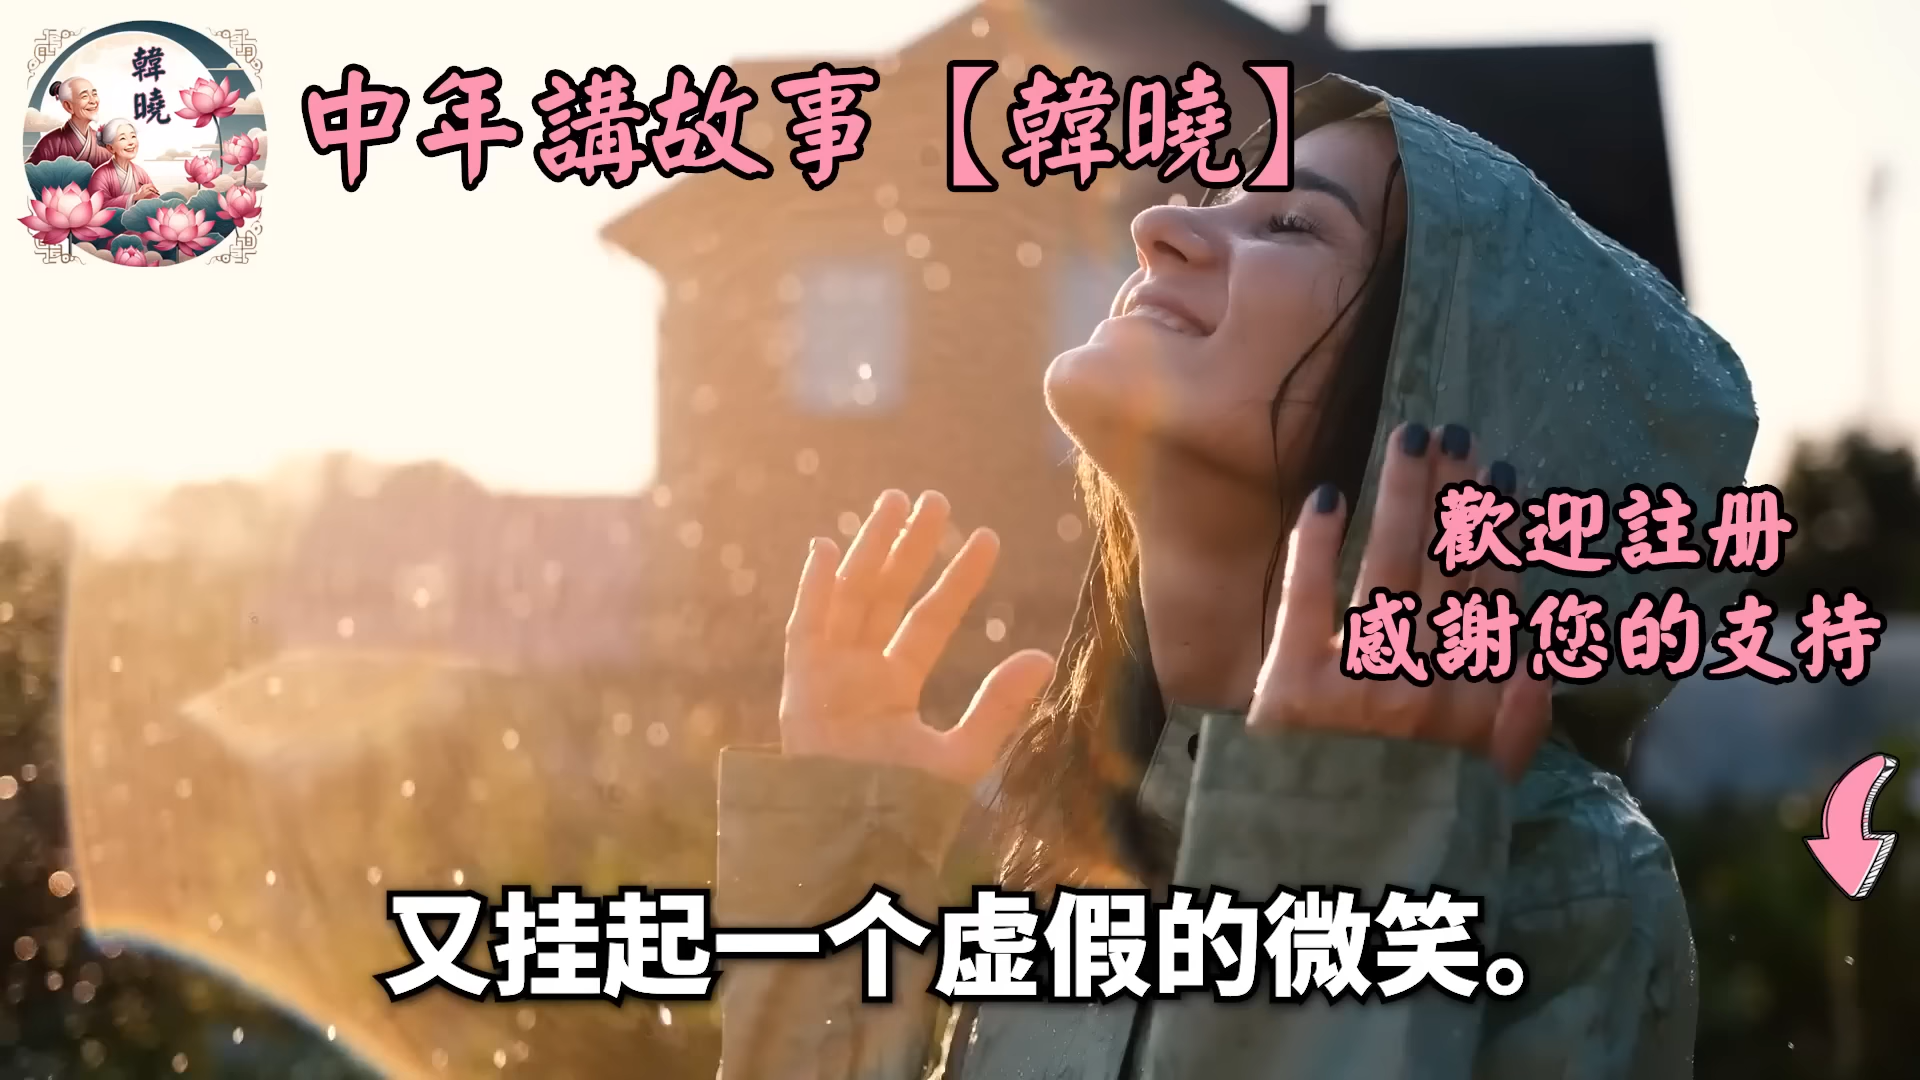 韓曉
中年講故事【韓曉】
歡迎註册
感謝您的支持
又挂起一个虚假的微笑。